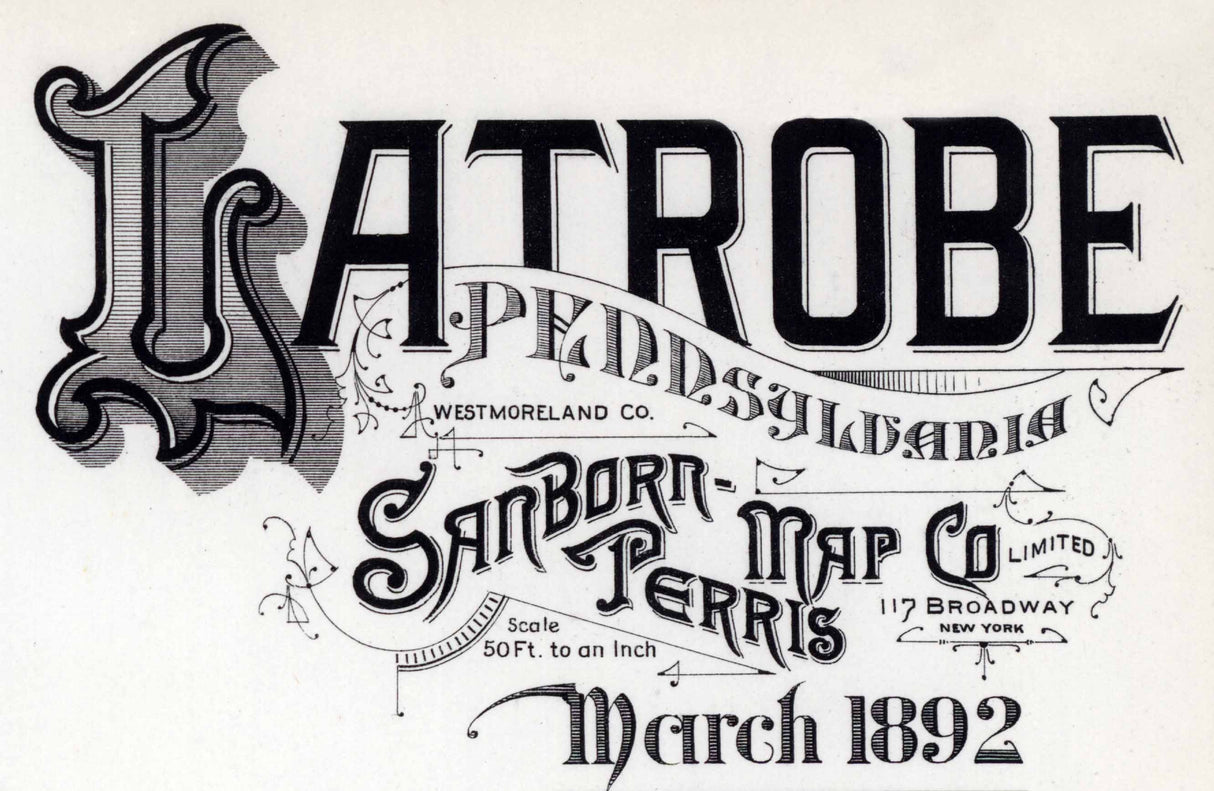 LATROBE
PENNSYLVANIA
WESTMORELAND CO.
SANBORN-
PERRIS
MAP CO
LIMITED
117 BROADWAY
NEW YORK
Scale
50 Ft. to an Inch
March 1892